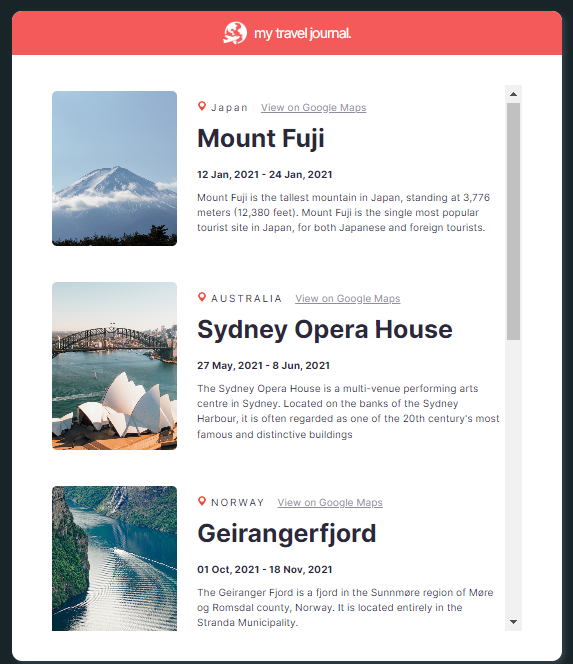 my travel journal.
Japan View on Google Maps
Mount Fuji
12 Jan, 2021 - 24 Jan, 2021
Mount Fuji is the tallest mountain in Japan, standing at 3,776
meters (12,380 feet). Mount Fuji is the single most popular
tourist site in Japan, for both Japanese and foreign tourists.
AUSTRALIA View on Google Maps
Sydney Opera House
27 May, 2021 - 8 Jun, 2021
The Sydney Opera House is a multi-venue performing arts
centre in Sydney. Located on the banks of the Sydney
Harbour, it is often regarded as one of the 20th century's most
famous and distinctive buildings
NORWAY View on Google Maps
Geirangerfjord
01 Oct, 2021 - 18 Nov, 2021
The Geiranger Fjord is a fjord in the Sunnmøre region of Møre
og Romsdal county, Norway. It is located entirely in the
Stranda Municipality.